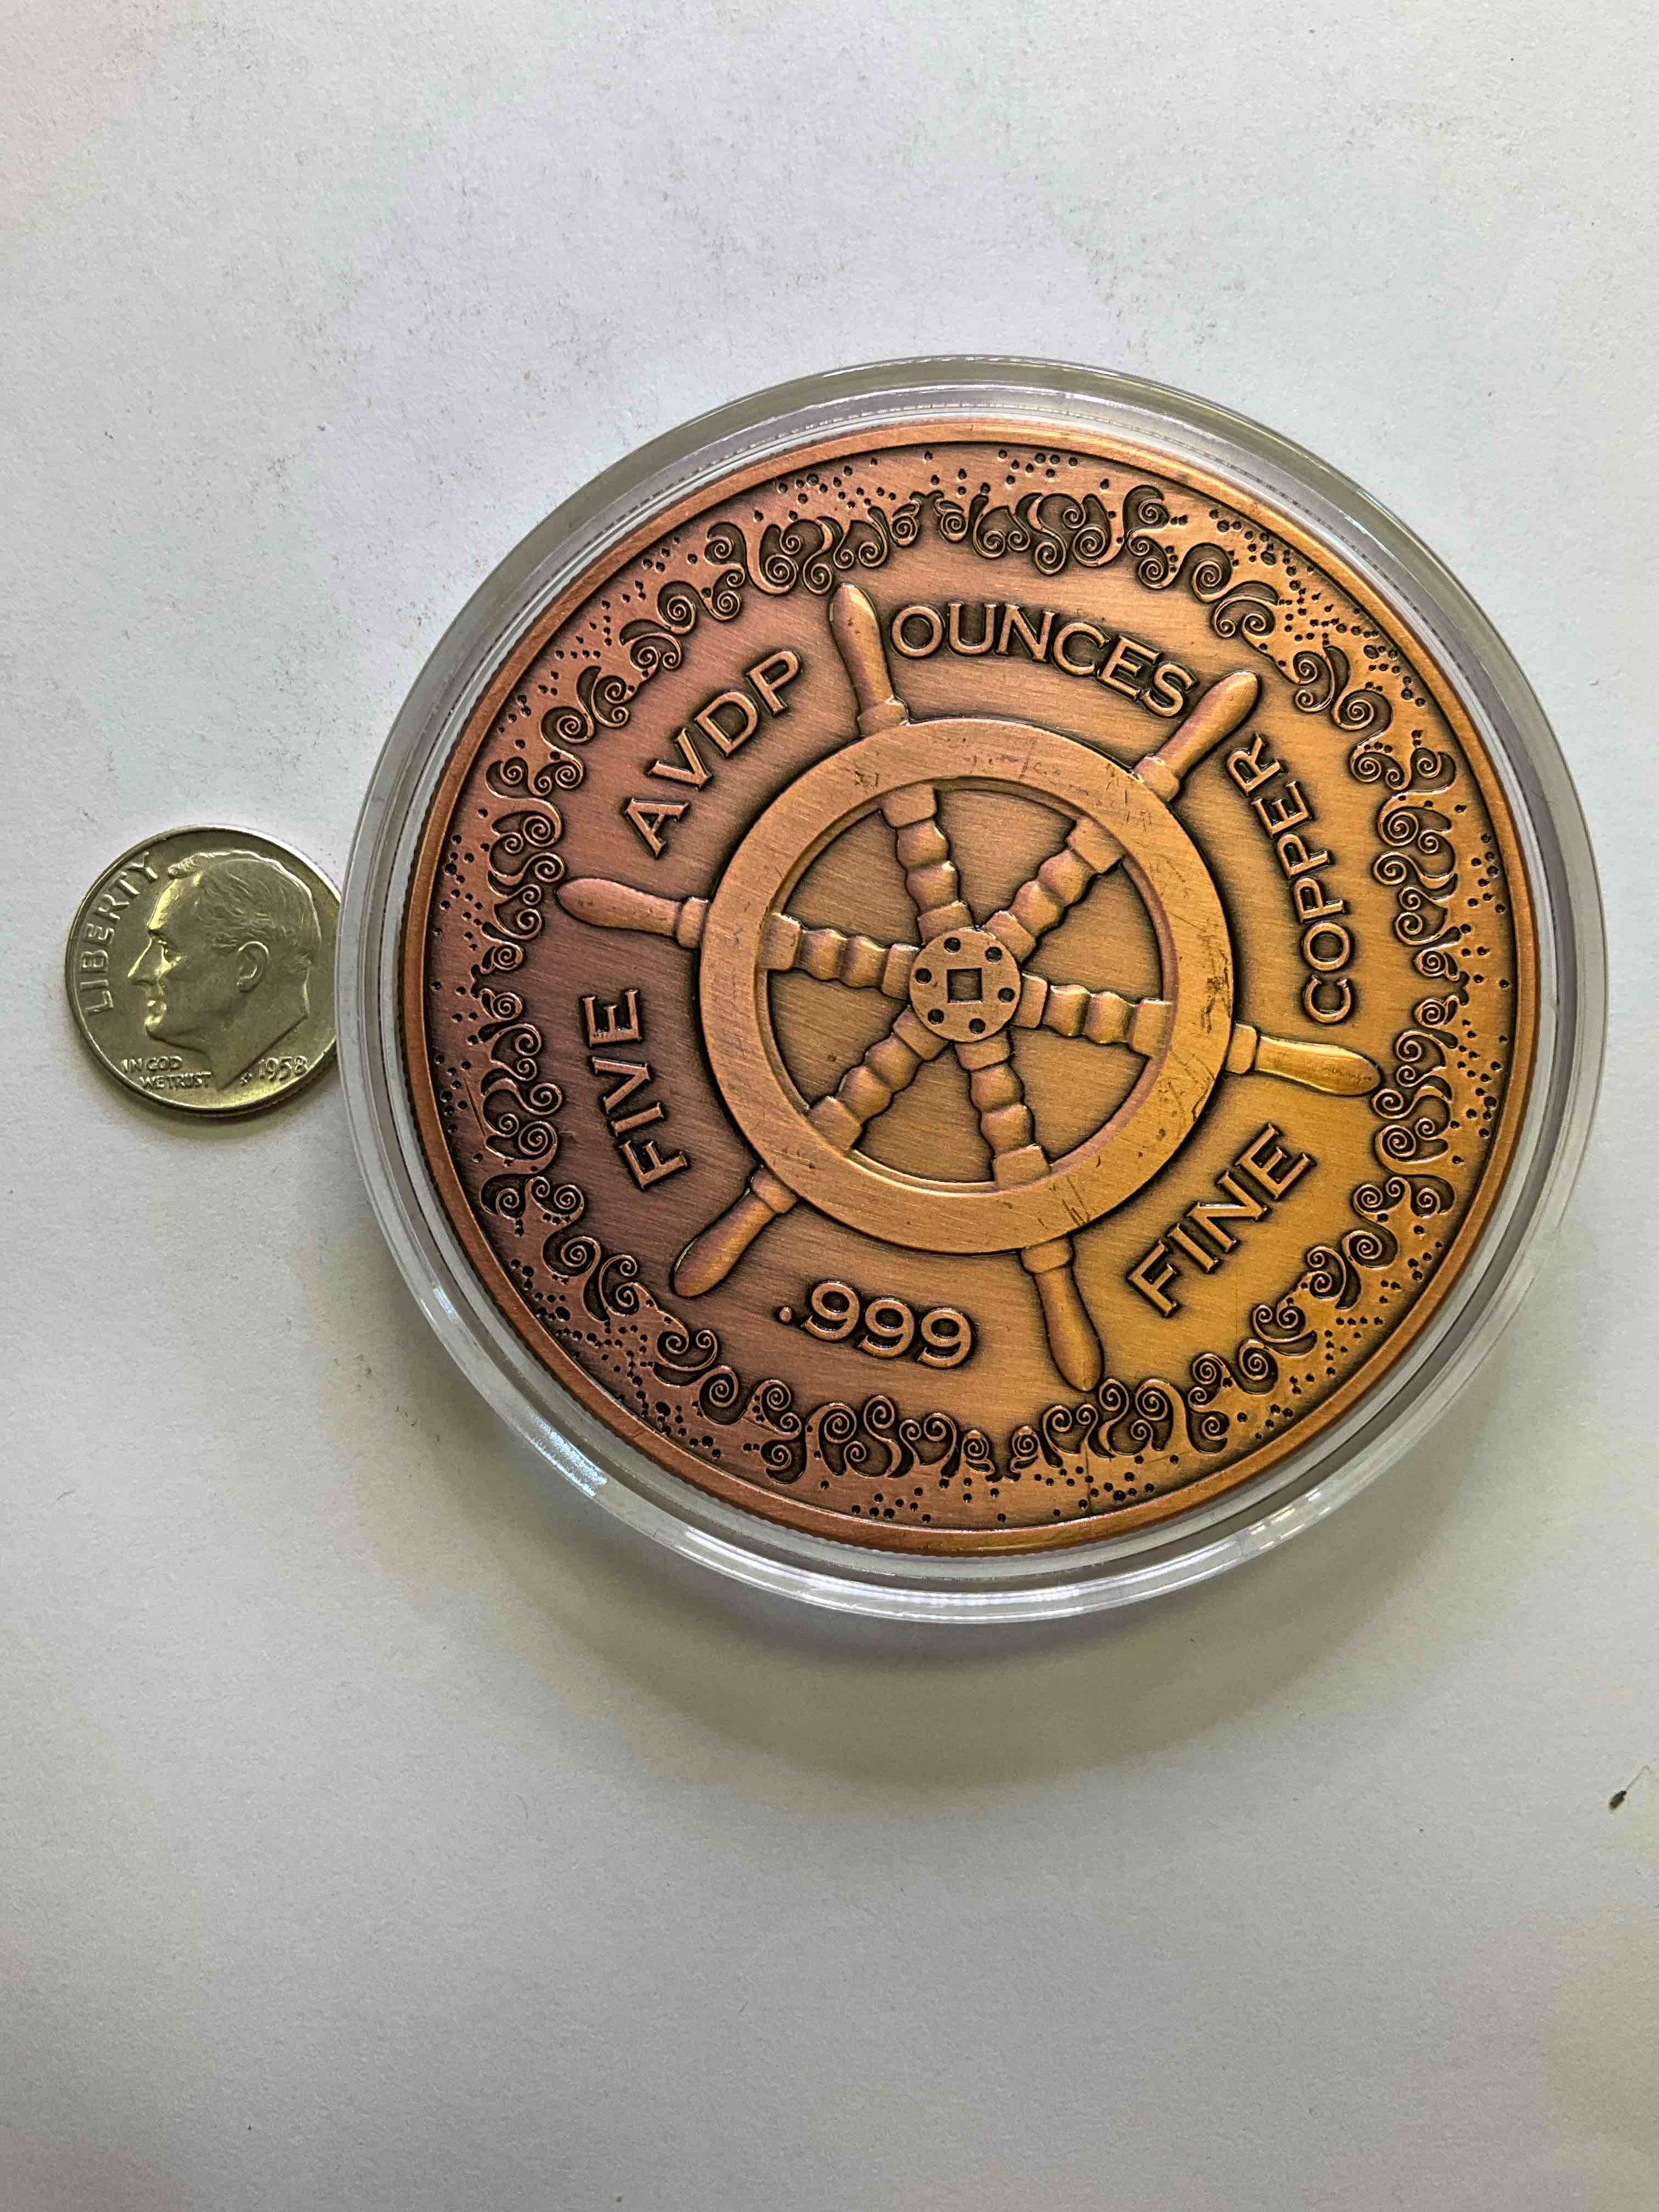 LIBERTY
IN GOD
WE TRUST
1958
FIVE
AVDP
OUNCES
COPPER
FINE
.999